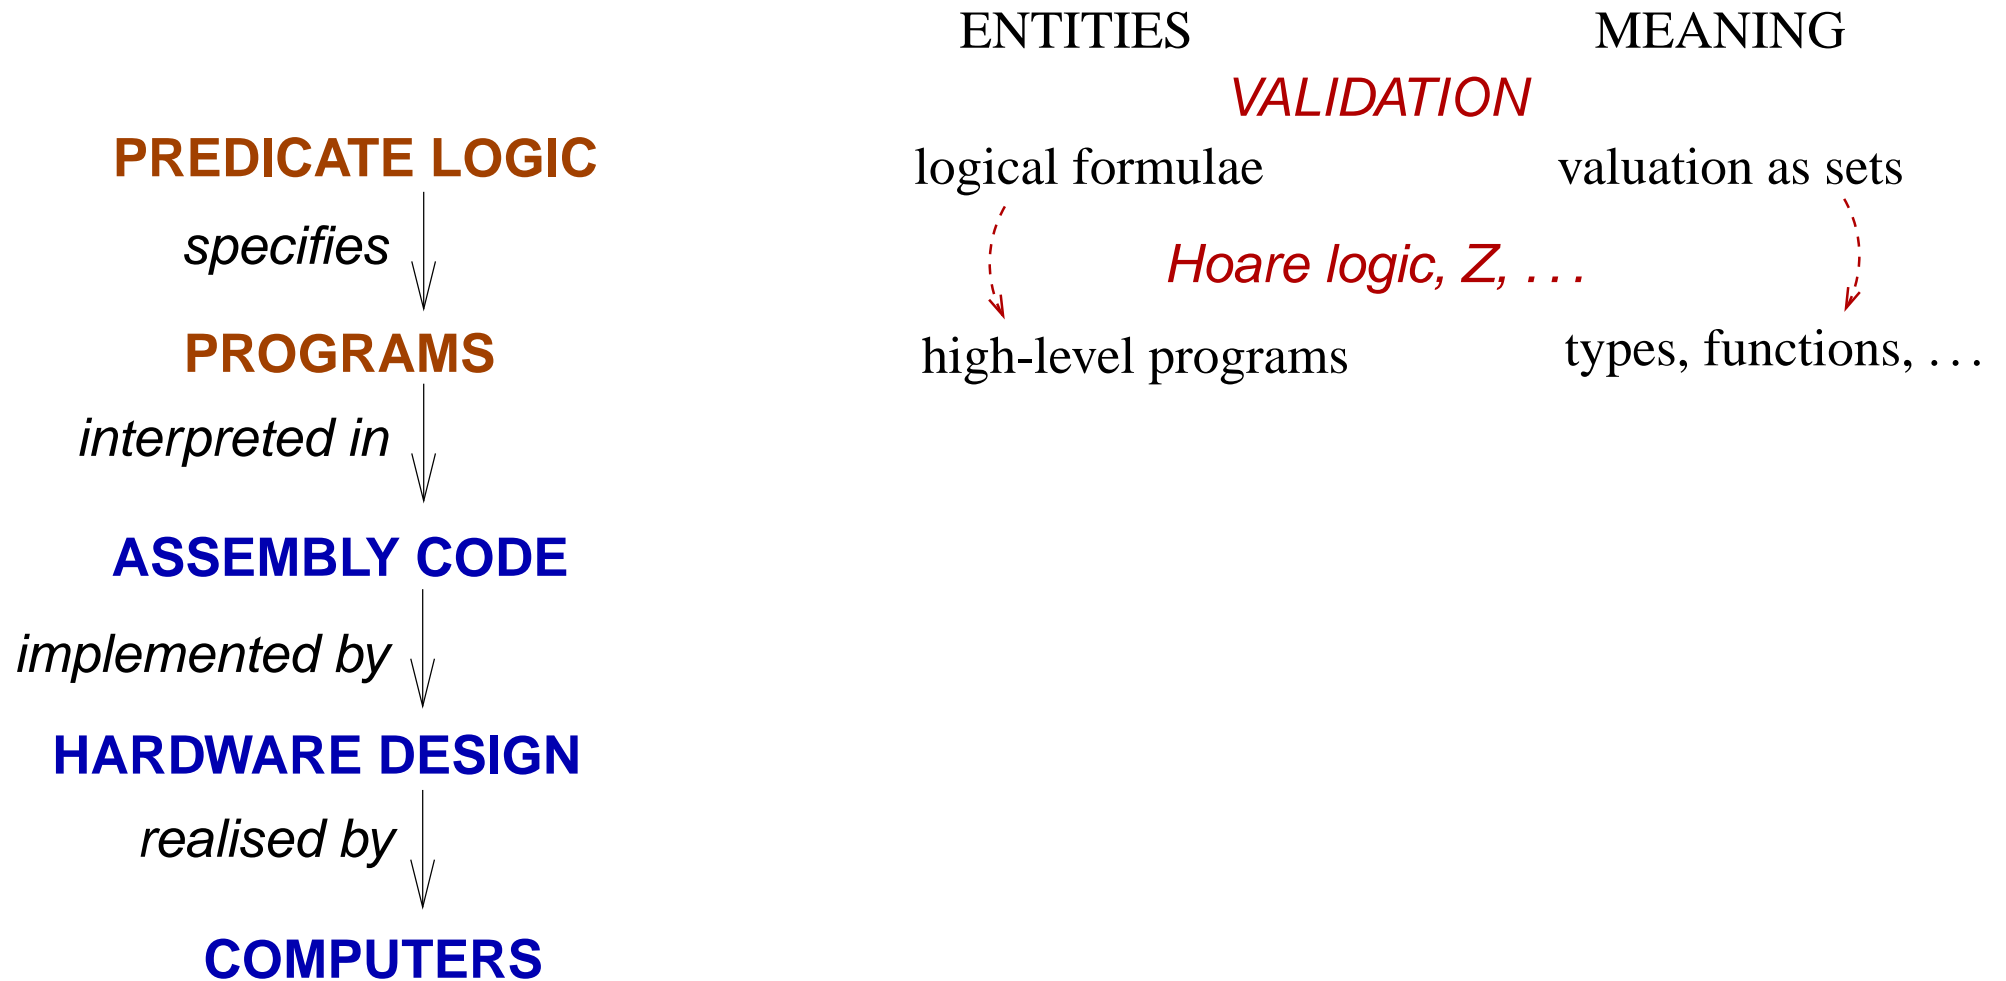 ENTITIES MEANING
VALIDATION
PREDICATE LOGIC logical formulae valuation as sets
specifies Hoare logic, Z, . . .
PROGRAMS high-level programs types, functions, . . .
interpreted in
ASSEMBLY CODE
implemented by
HARDWARE DESIGN
realised by
COMPUTERS